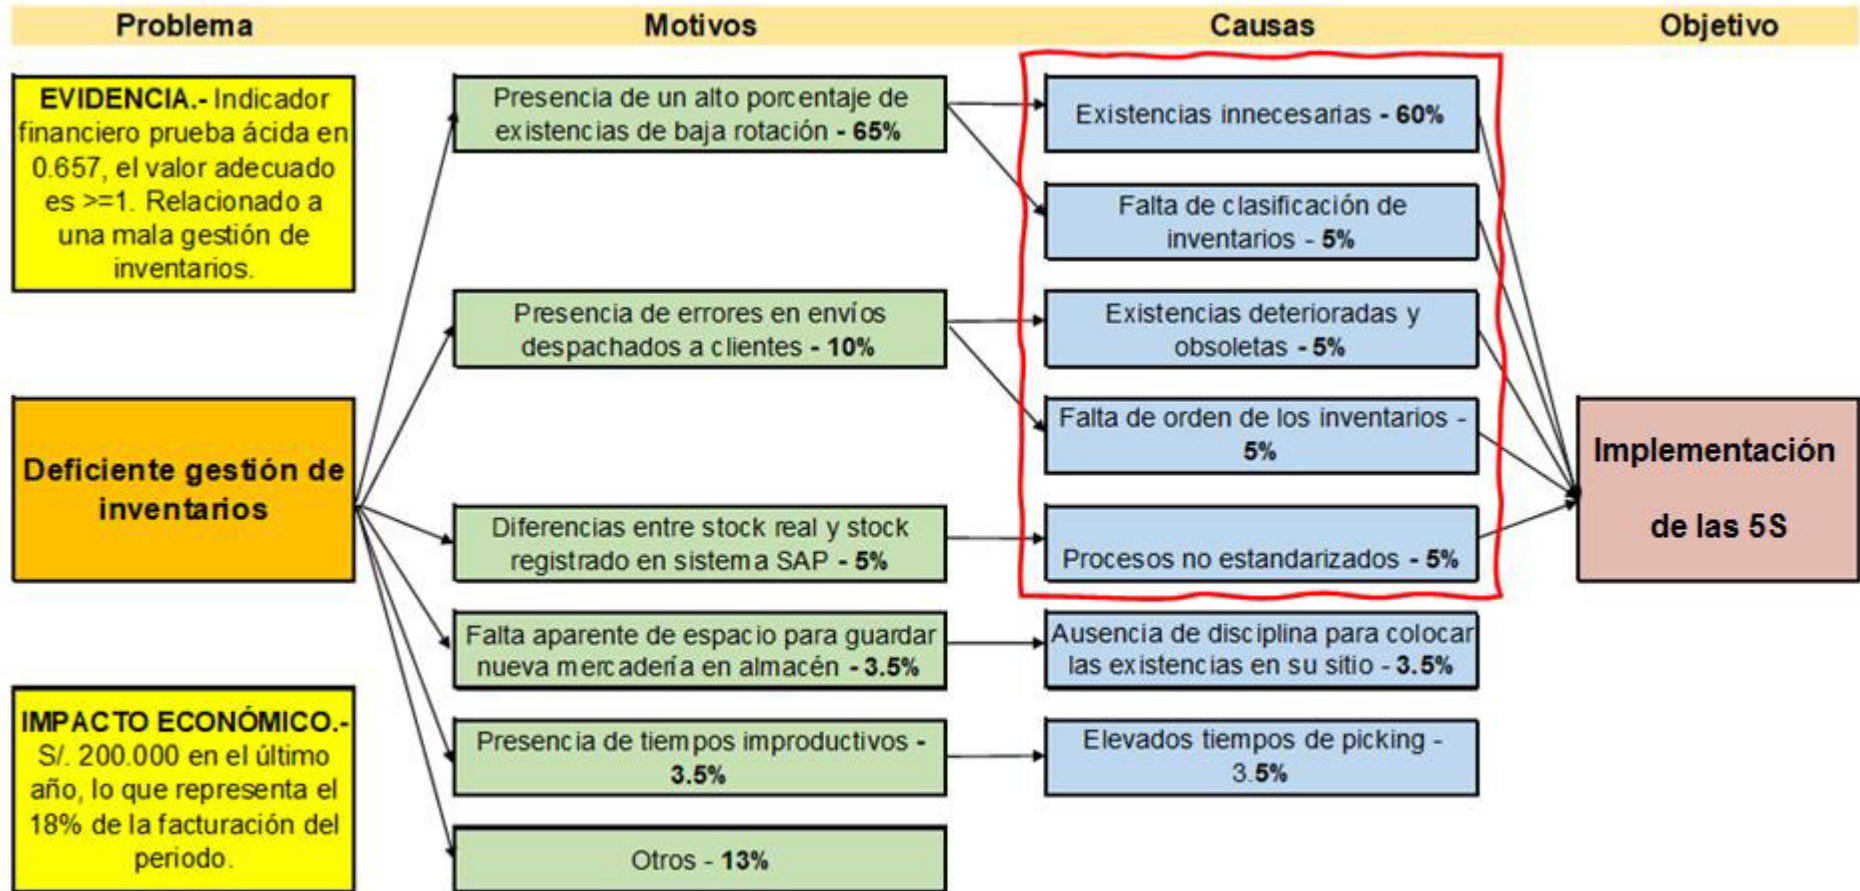 Problema
Motivos
Causas
Objetivo
EVIDENCIA.- Indicador
financiero prueba ácida en
0.657, el valor adecuado
es >=1. Relacionado a
una mala gestión de
inventarios.
Deficiente gestión de
inventarios
IMPACTO ECONÓMICO.-
S/. 200.000 en el último
año, lo que representa el
18% de la facturación del
periodo.
Presencia de un alto porcentaje de
existencias de baja rotación - 65%
Presencia de errores en envíos
despachados a clientes - 10%
Diferencias entre stock real y stock
registrado en sistema SAP - 5%
Falta aparente de espacio para guardar
nueva mercadería en almacén - 3.5%
Presencia de tiempos improductivos -
3.5%
Otros - 13%
Existencias innecesarias - 60%
Falta de clasificación de
inventarios - 5%
Existencias deterioradas y
obsoletas - 5%
Falta de orden de los inventarios -
5%
Procesos no estandarizados - 5%
Ausencia de disciplina para colocar
las existencias en su sitio - 3.5%
Elevados tiempos de picking -
3.5%
Implementación
de las 5S